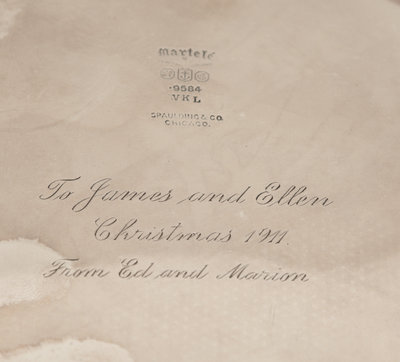 martelé
.9584
VKL
SPAULDING & CO.
CHICAGO.
To James and Ellen
Christmas 1911.
From Ed and Marion